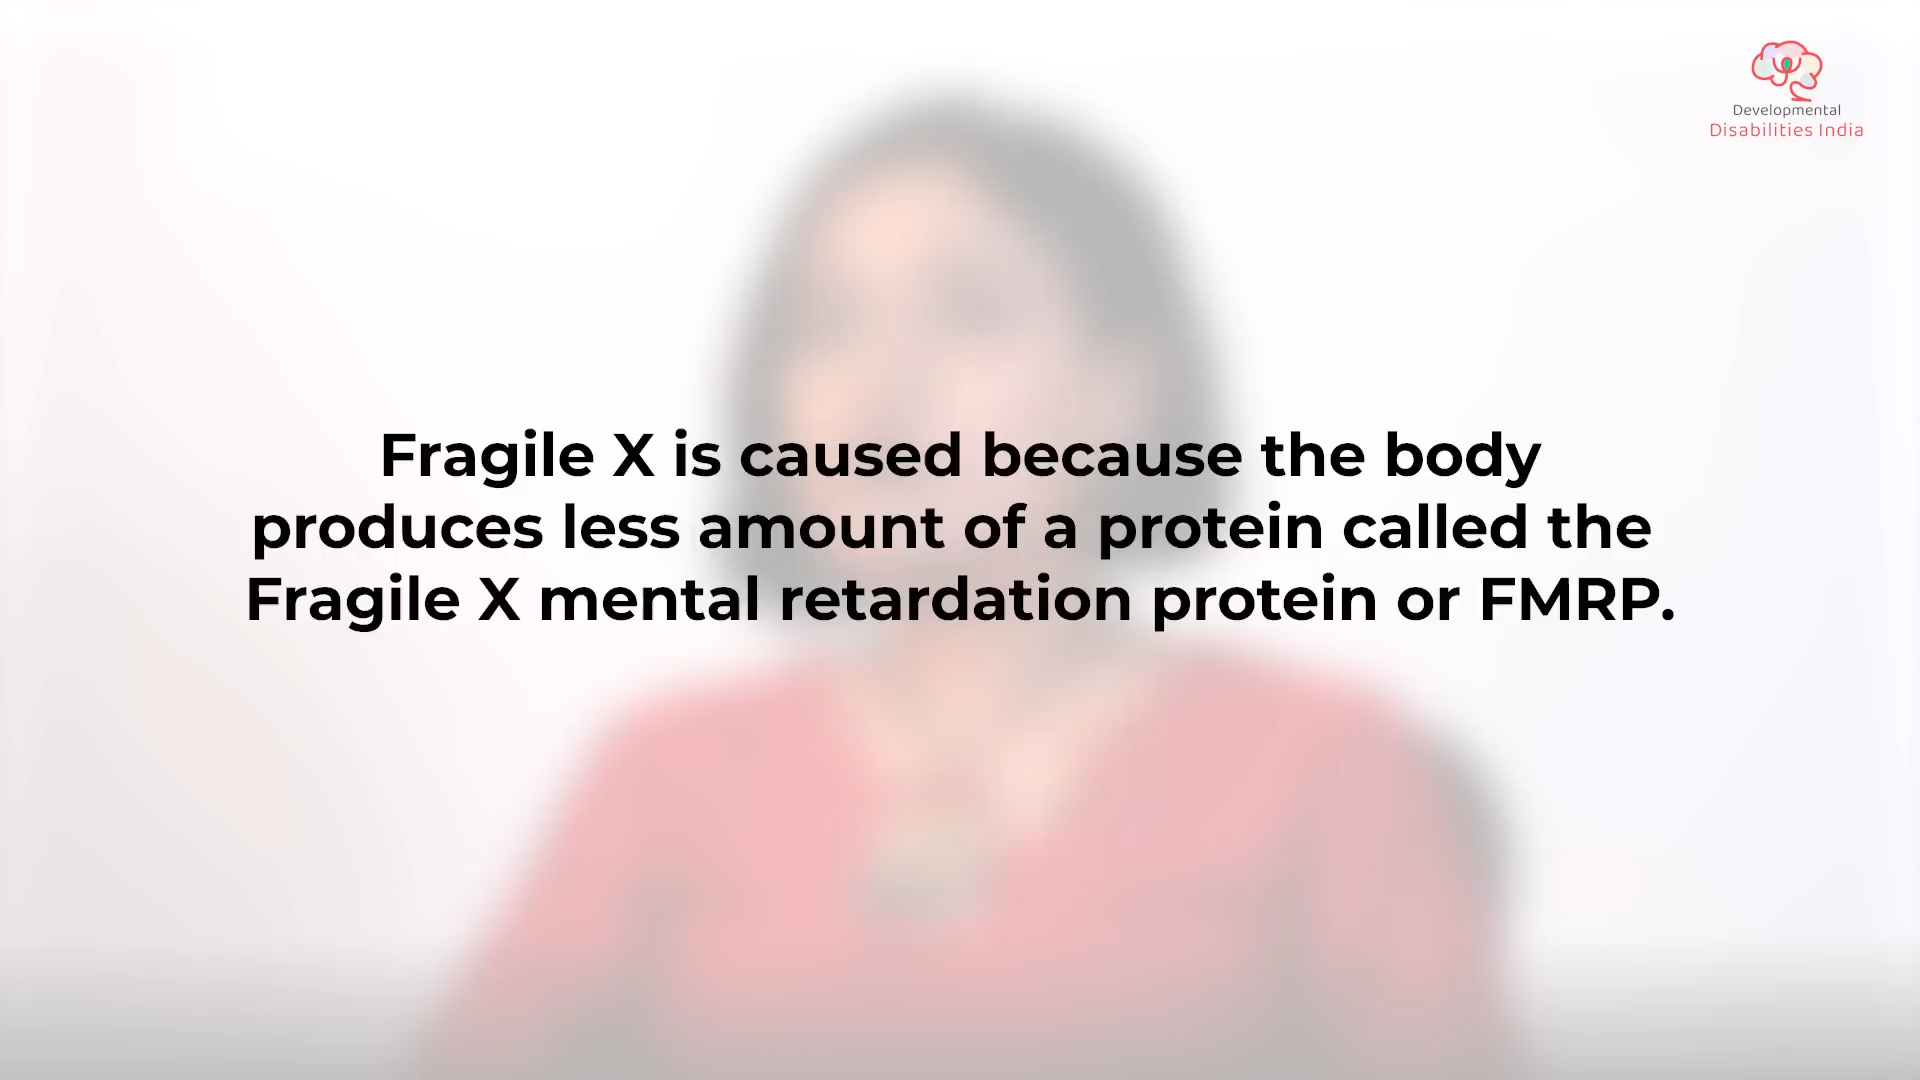 Developmental
Disabilities India
Fragile X is caused because the body
produces less amount of a protein called the
Fragile X mental retardation protein or FMRP.